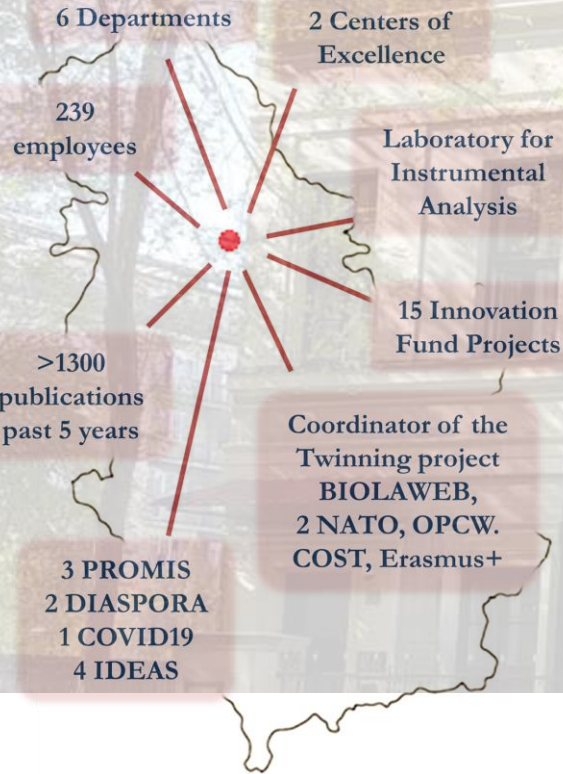 6 Departments
2 Centers of
Excellence
239
employees
Laboratory for
Instrumental
Analysis
15 Innovation
Fund Projects
>1300
publications
past 5 years
Coordinator of the
Twinning project
BIOLAWEB,
2 NATO, OPCW.
COST, Erasmus+
3 PROMIS
2 DIASPORA
1 COVID19
4 IDEAS